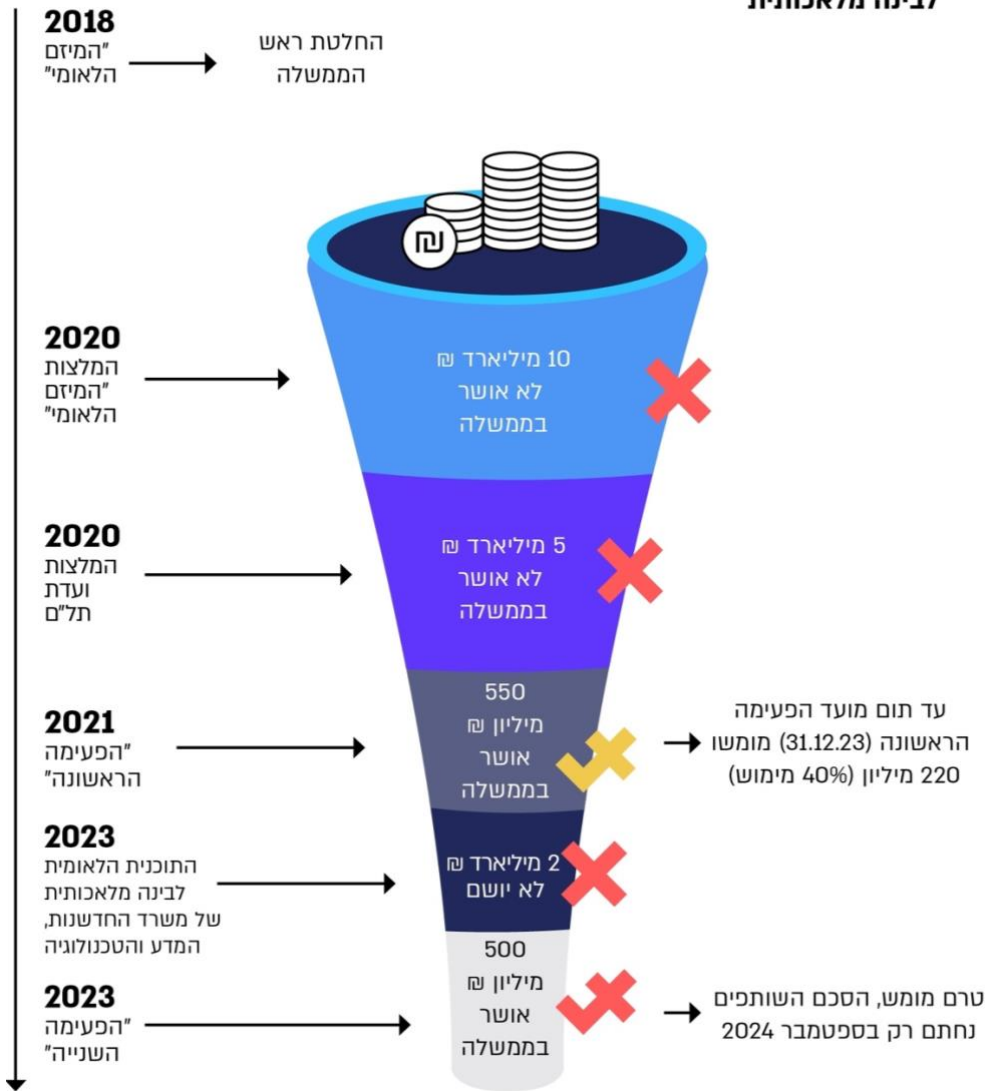 לבינה מלאכותית
2018
"המיזם
הלאומי"
החלטת ראש
הממשלה
₪
2020
המלצות
"המיזם
הלאומי"
10 מיליארד ₪
לא אושר
בממשלה
2020
המלצות
ועדת
תל"ם
5 מיליארד ₪
לא אושר
בממשלה
2021
"הפעימה
הראשונה"
550
מיליון ₪
אושר
בממשלה
עד תום מועד הפעימה
הראשונה (31.12.23) מומשו
220 מיליון (40% מימוש)
2023
התוכנית הלאומית
לבינה מלאכותית
של משרד החדשנות,
המדע והטכנולוגיה
2 מיליארד ₪
לא יושם
2023
"הפעימה
השנייה"
500
מיליון ₪
אושר
בממשלה
טרם מומש, הסכם השותפים
נחתם רק בספטמבר 2024